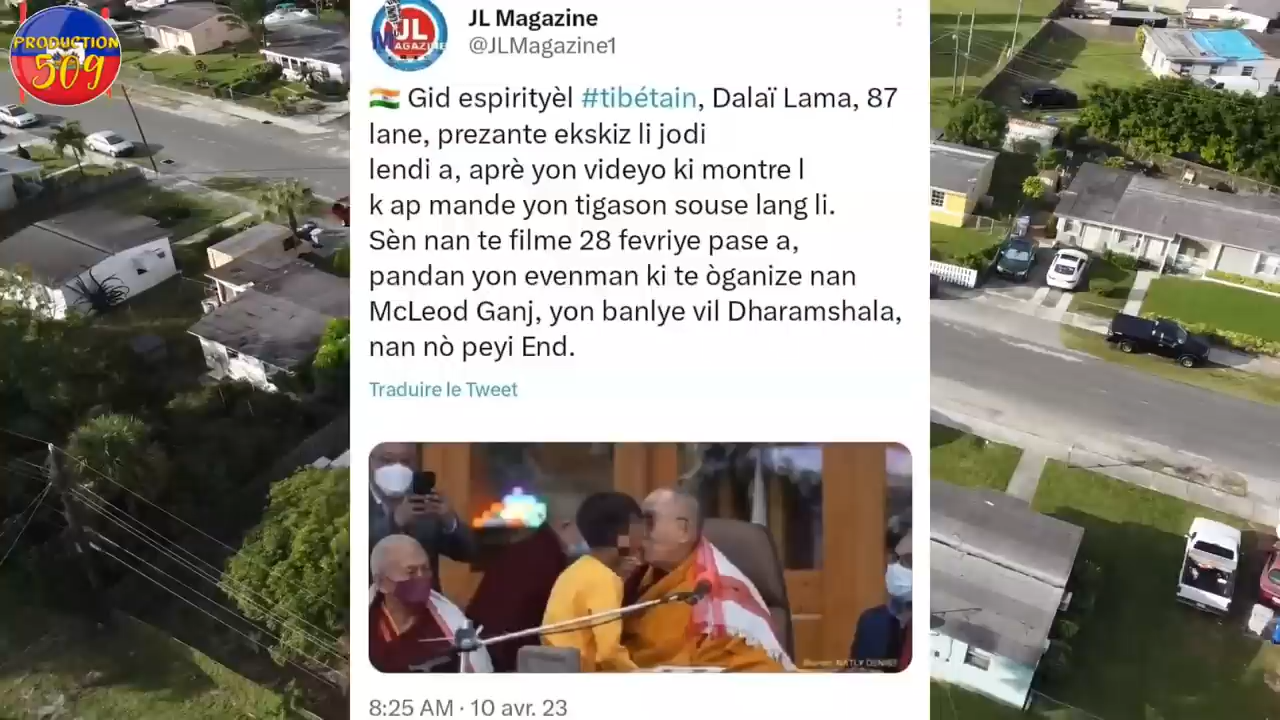 PRODUCTION
509
JL
MAGAZINE
JL Magazine
@JLMagazine1
🇮🇳 Gid espirityèl #tibétain, Dalaï Lama, 87
lane, prezante ekskiz li jodi
lendi a, aprè yon videyo ki montre l
k ap mande yon tigason souse lang li.
Sèn nan te filme 28 fevriye pase a,
pandan yon evenman ki te òganize nan
McLeod Ganj, yon banlye vil Dharamshala,
nan nò peyi End.
Traduire le Tweet
8:25 AM · 10 avr. 23